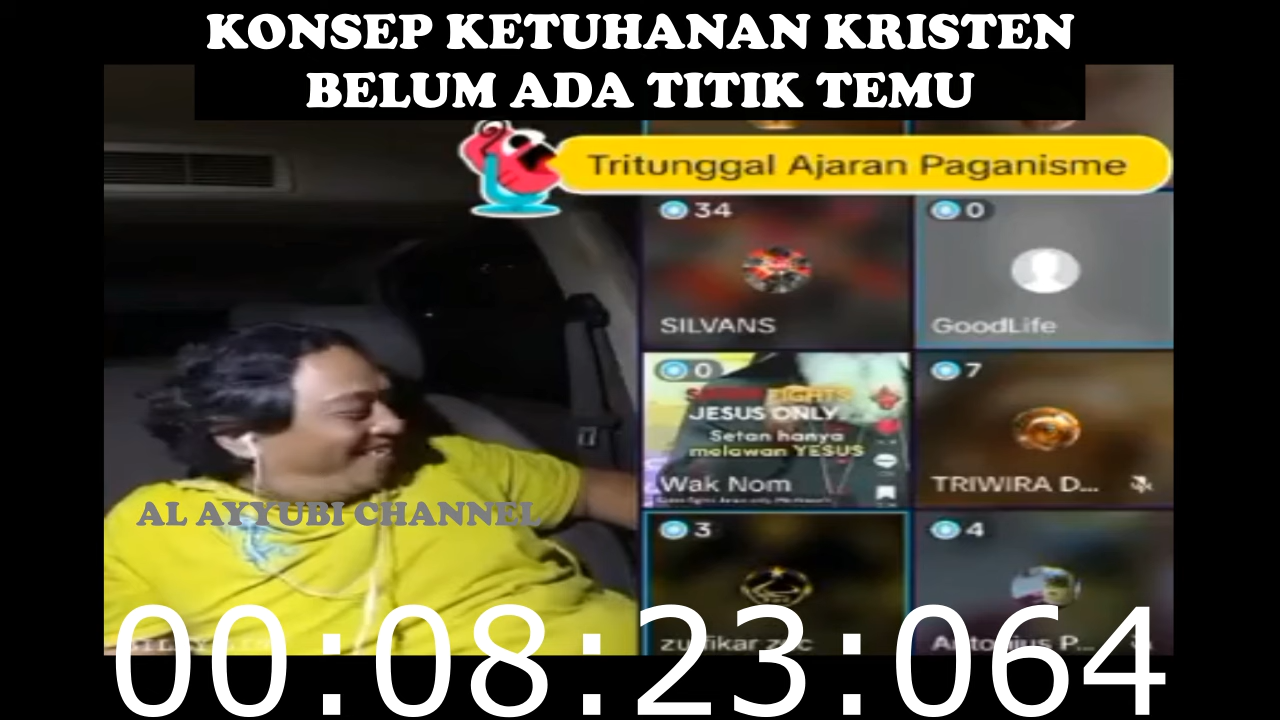 KONSEP KETUHANAN KRISTEN
BELUM ADA TITIK TEMU
Tritunggal Ajaran Paganisme
34
0
SILVANS
GoodLife
0
7
FIGHTS
JESUS ONLY
Setan hanya
melawan YESUS
Wak Nom
TRIWIRA D...
AL AYYUBI CHANNEL
3
4
P...
00:08:23:064